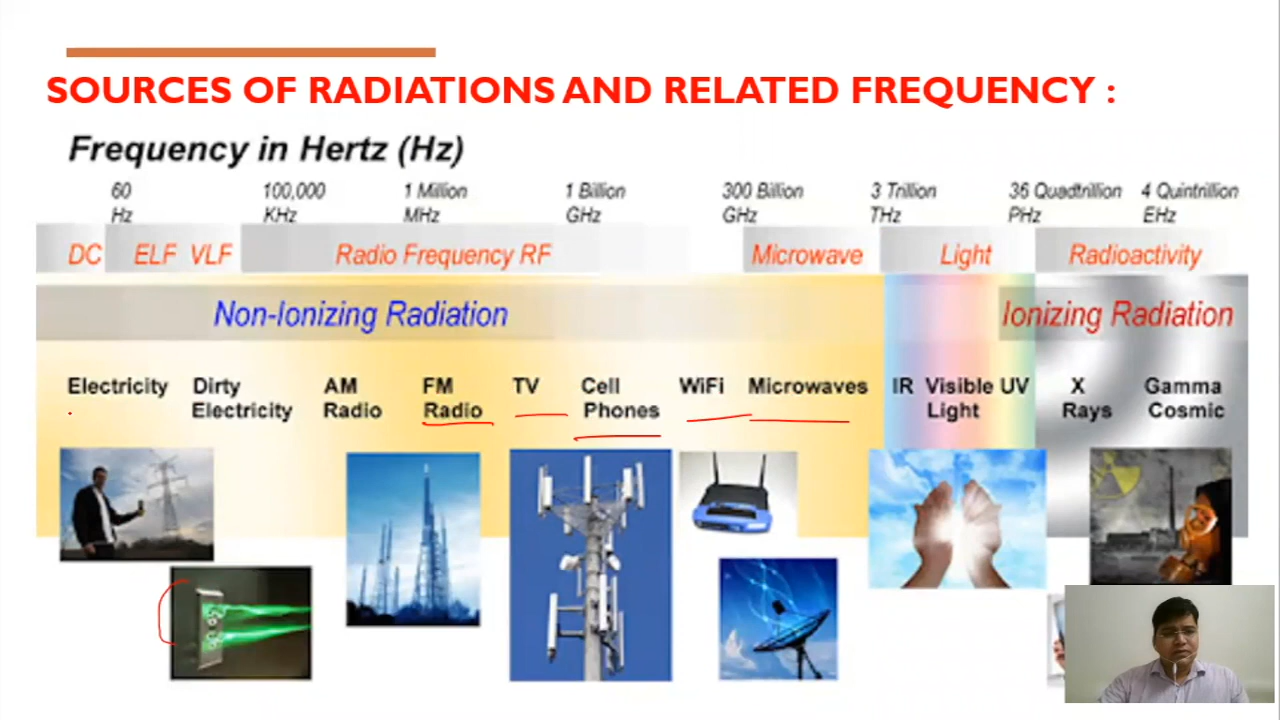 SOURCES OF RADIATIONS AND RELATED FREQUENCY :
Frequency in Hertz (Hz)
60 100,000 1 Million 1 Billion 300 Billion 3 Trillion 36 Quadtrillion 4 Quintrillion
Hz KHz MHz GHz GHz THz PHz EHz
DC ELF VLF Radio Frequency RF Microwave Light Radioactivity
Non-Ionizing Radiation Ionizing Radiation
Electricity Dirty AM FM TV Cell WiFi Microwaves IR Visible UV X Gamma
Electricity Radio Radio Phones Light Rays Cosmic